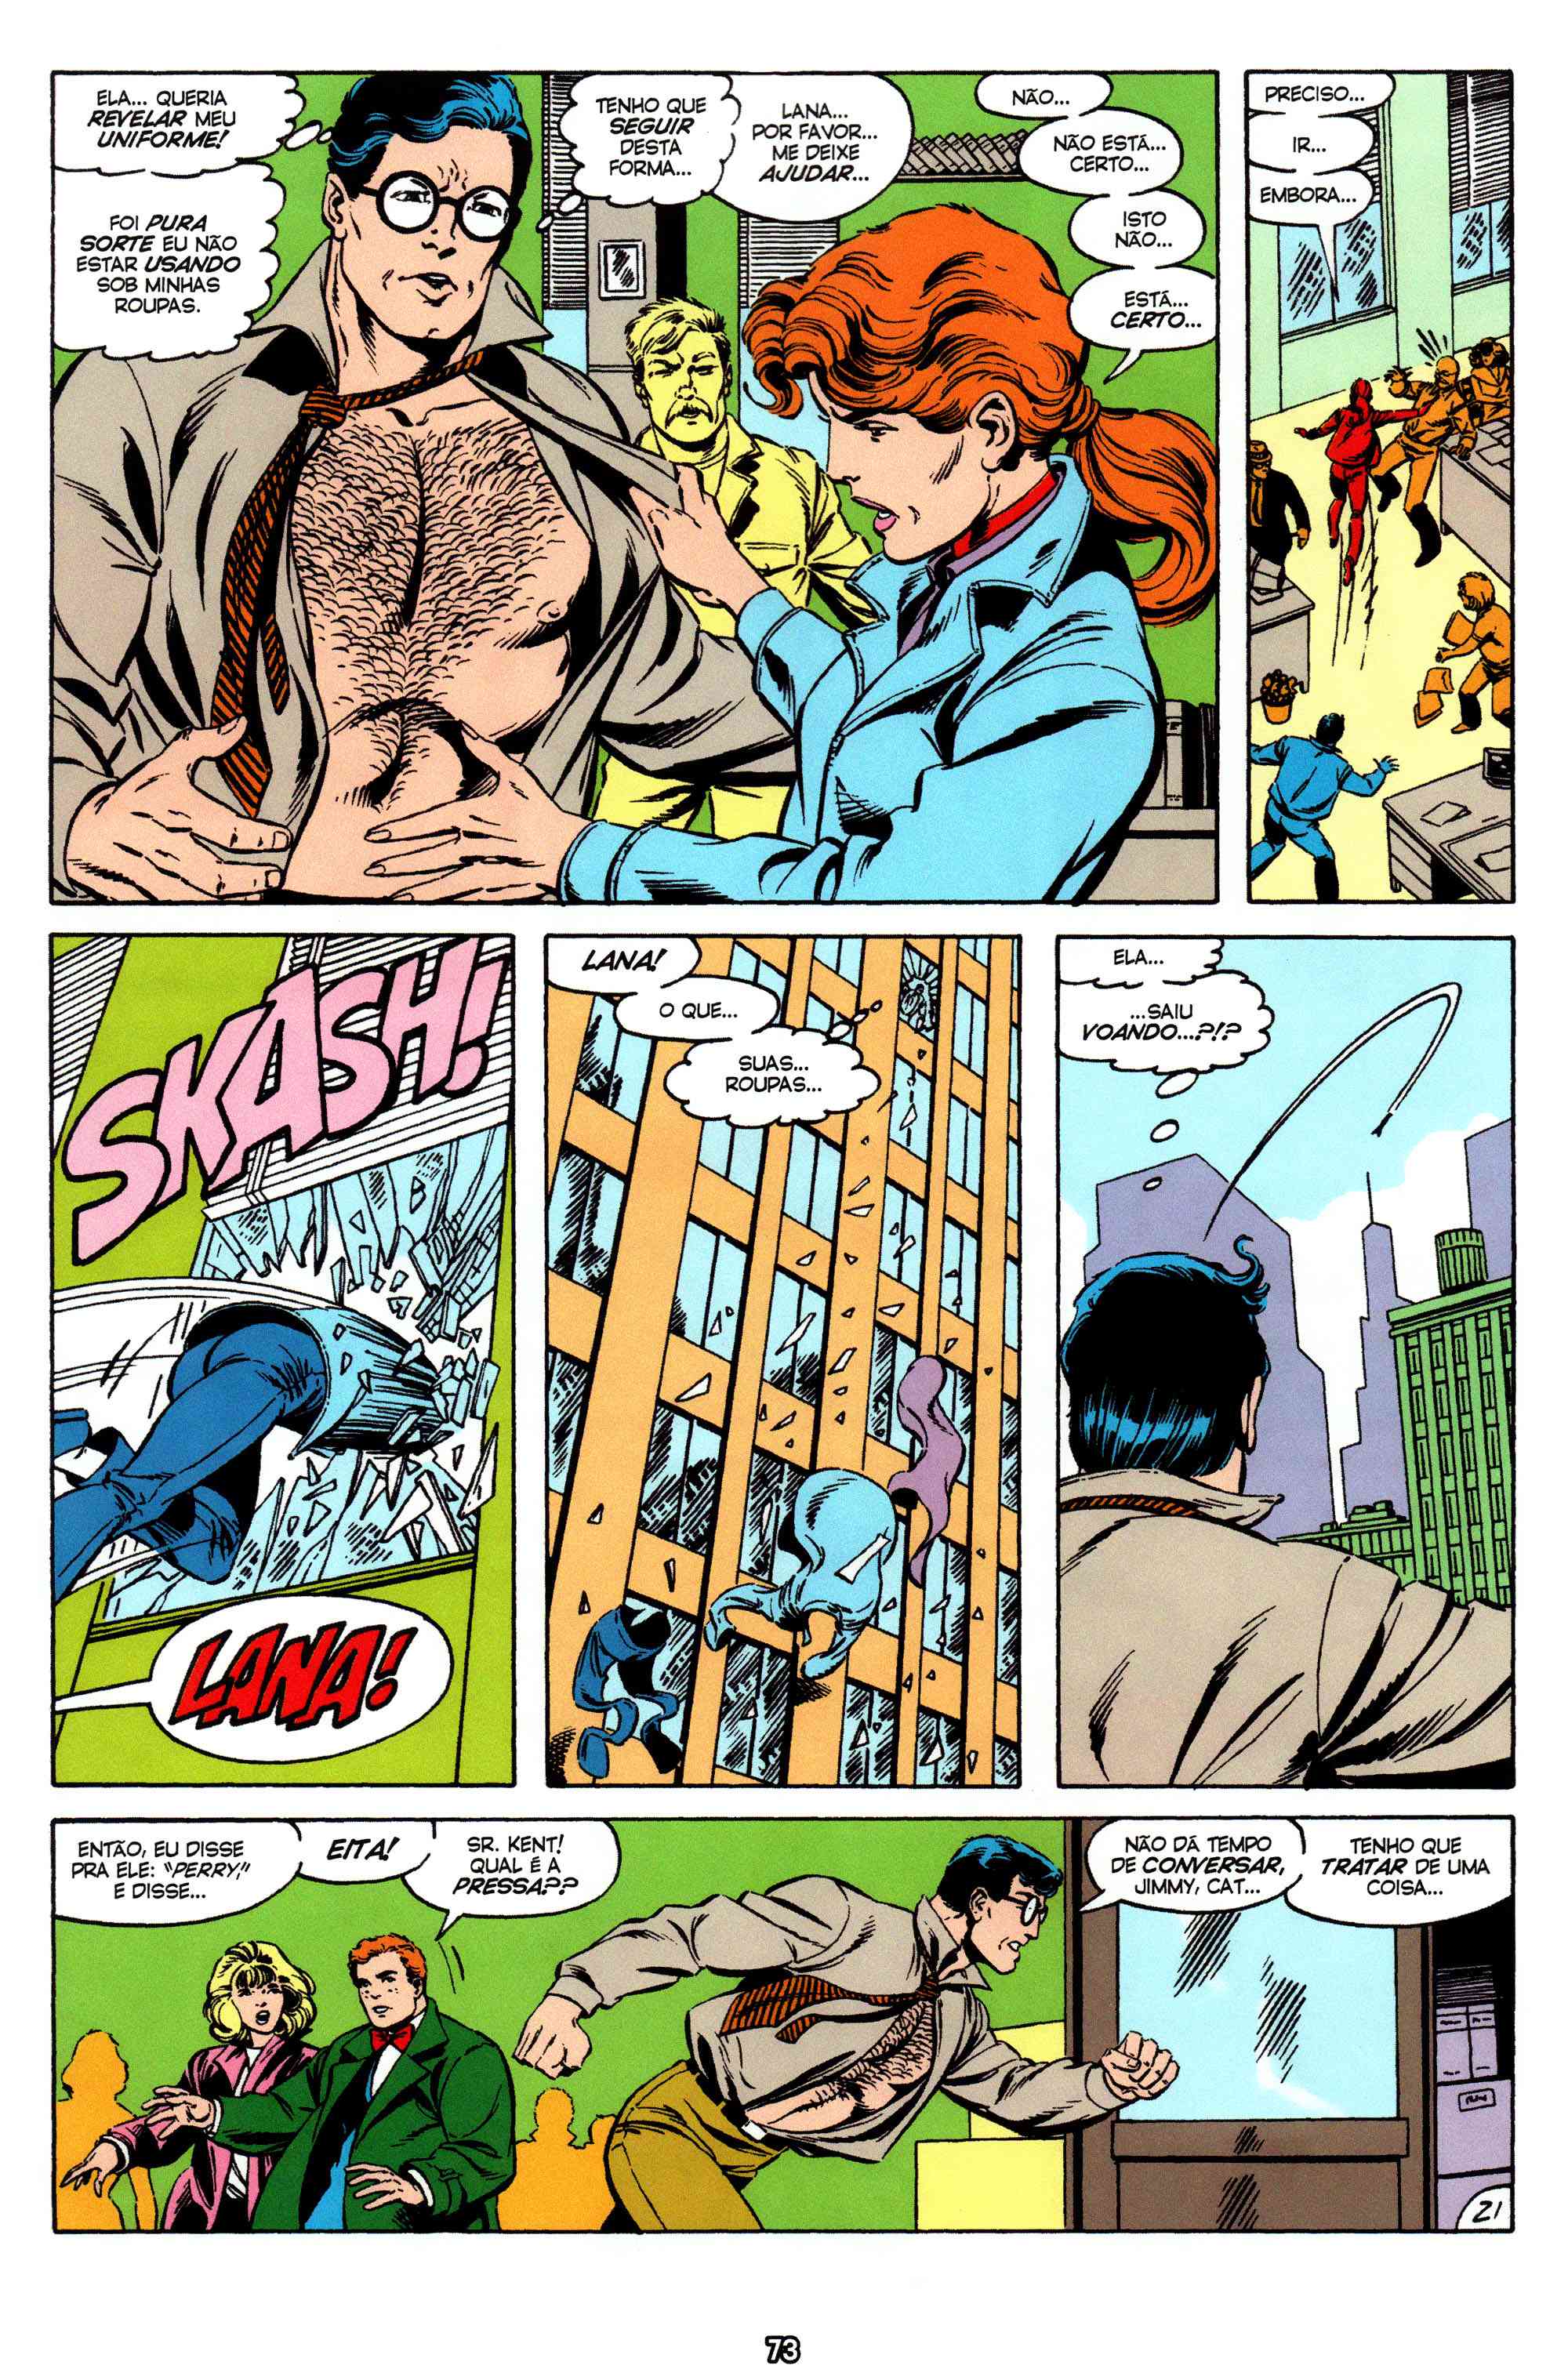 ELA... QUERIA
REVELAR MEU
UNIFORME!
FOI PURA
SORTE EU NÃO
ESTAR USANDO
SOB MINHAS
ROUPAS.
TENHO QUE
SEGUIR
DESTA
FORMA...
LANA...
POR FAVOR...
ME DEIXE
AJUDAR...
NÃO...
NÃO ESTÁ...
CERTO...
ISTO
NÃO...
ESTÁ...
CERTO...
PRECISO...
IR...
EMBORA...
SKASH!
LANA!
LANA!
O QUE...
SUAS...
ROUPAS...
ELA...
...SAIU
VOANDO...?!?
ENTÃO, EU DISSE
PRA ELE: "PERRY,"
E DISSE...
EITA!
SR. KENT!
QUAL É A
PRESSA??
NÃO DÁ TEMPO
DE CONVERSAR,
JIMMY, CAT...
TENHO QUE
TRATAR DE UMA
COISA...
21
73